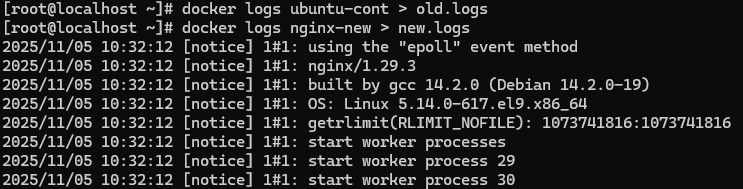 [root@localhost ~]# docker logs ubuntu-cont > old.logs
[root@localhost ~]# docker logs nginx-new > new.logs
2025/11/05 10:32:12 [notice] 1#1: using the "epoll" event method
2025/11/05 10:32:12 [notice] 1#1: nginx/1.29.3
2025/11/05 10:32:12 [notice] 1#1: built by gcc 14.2.0 (Debian 14.2.0-19)
2025/11/05 10:32:12 [notice] 1#1: OS: Linux 5.14.0-617.el9.x86_64
2025/11/05 10:32:12 [notice] 1#1: getrlimit(RLIMIT_NOFILE): 1073741816:1073741816
2025/11/05 10:32:12 [notice] 1#1: start worker processes
2025/11/05 10:32:12 [notice] 1#1: start worker process 29
2025/11/05 10:32:12 [notice] 1#1: start worker process 30